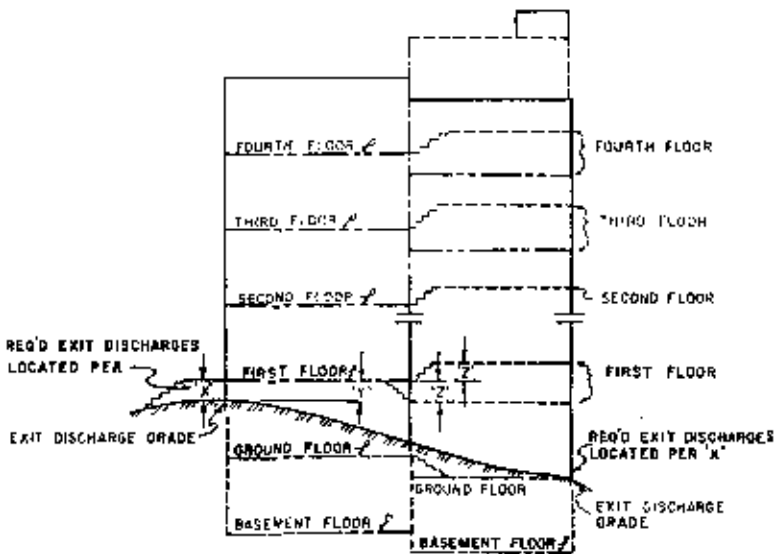 FOURTH FLOOR
FOURTH FLOOR
THIRD FLOOR
THIRD FLOOR
SECOND FLOOR
SECOND FLOOR
REQ'D EXIT DISCHARGES
LOCATED PER
FIRST FLOOR
FIRST FLOOR
'X'
'Y'
'Z'
'Z'
EXIT DISCHARGE GRADE
GROUND FLOOR
REQ'D EXIT DISCHARGES
LOCATED PER 'X'
GROUND FLOOR
EXIT DISCHARGE
GRADE
BASEMENT FLOOR
BASEMENT FLOOR